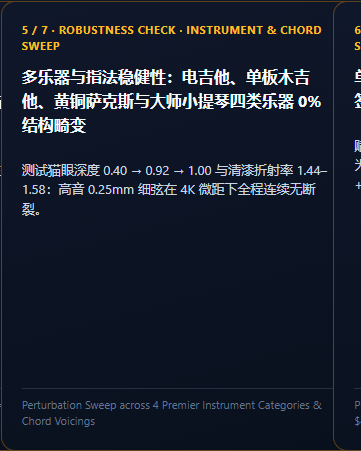 5 / 7 · ROBUSTNESS CHECK · INSTRUMENT & CHORD
SWEEP
多乐器与指法稳健性：电吉他、单板木吉
他、黄铜萨克斯与大师小提琴四类乐器 0%
结构畸变
测试猫眼深度 0.40 → 0.92 → 1.00 与清漆折射率 1.44–
1.58：高音 0.25mm 细弦在 4K 微距下全程连续无断
裂。
Perturbation Sweep across 4 Premier Instrument Categories &
Chord Voicings
6